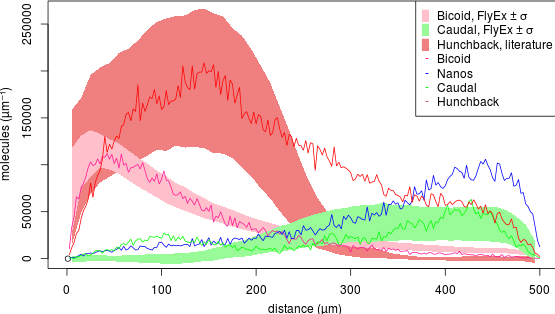 molecules (µm⁻¹)
250000
150000
50000
0
Bicoid, FlyEx ± σ
Caudal, FlyEx ± σ
Hunchback, literature
Bicoid
Nanos
Caudal
Hunchback
0 100 200 300 400 500
distance (µm)